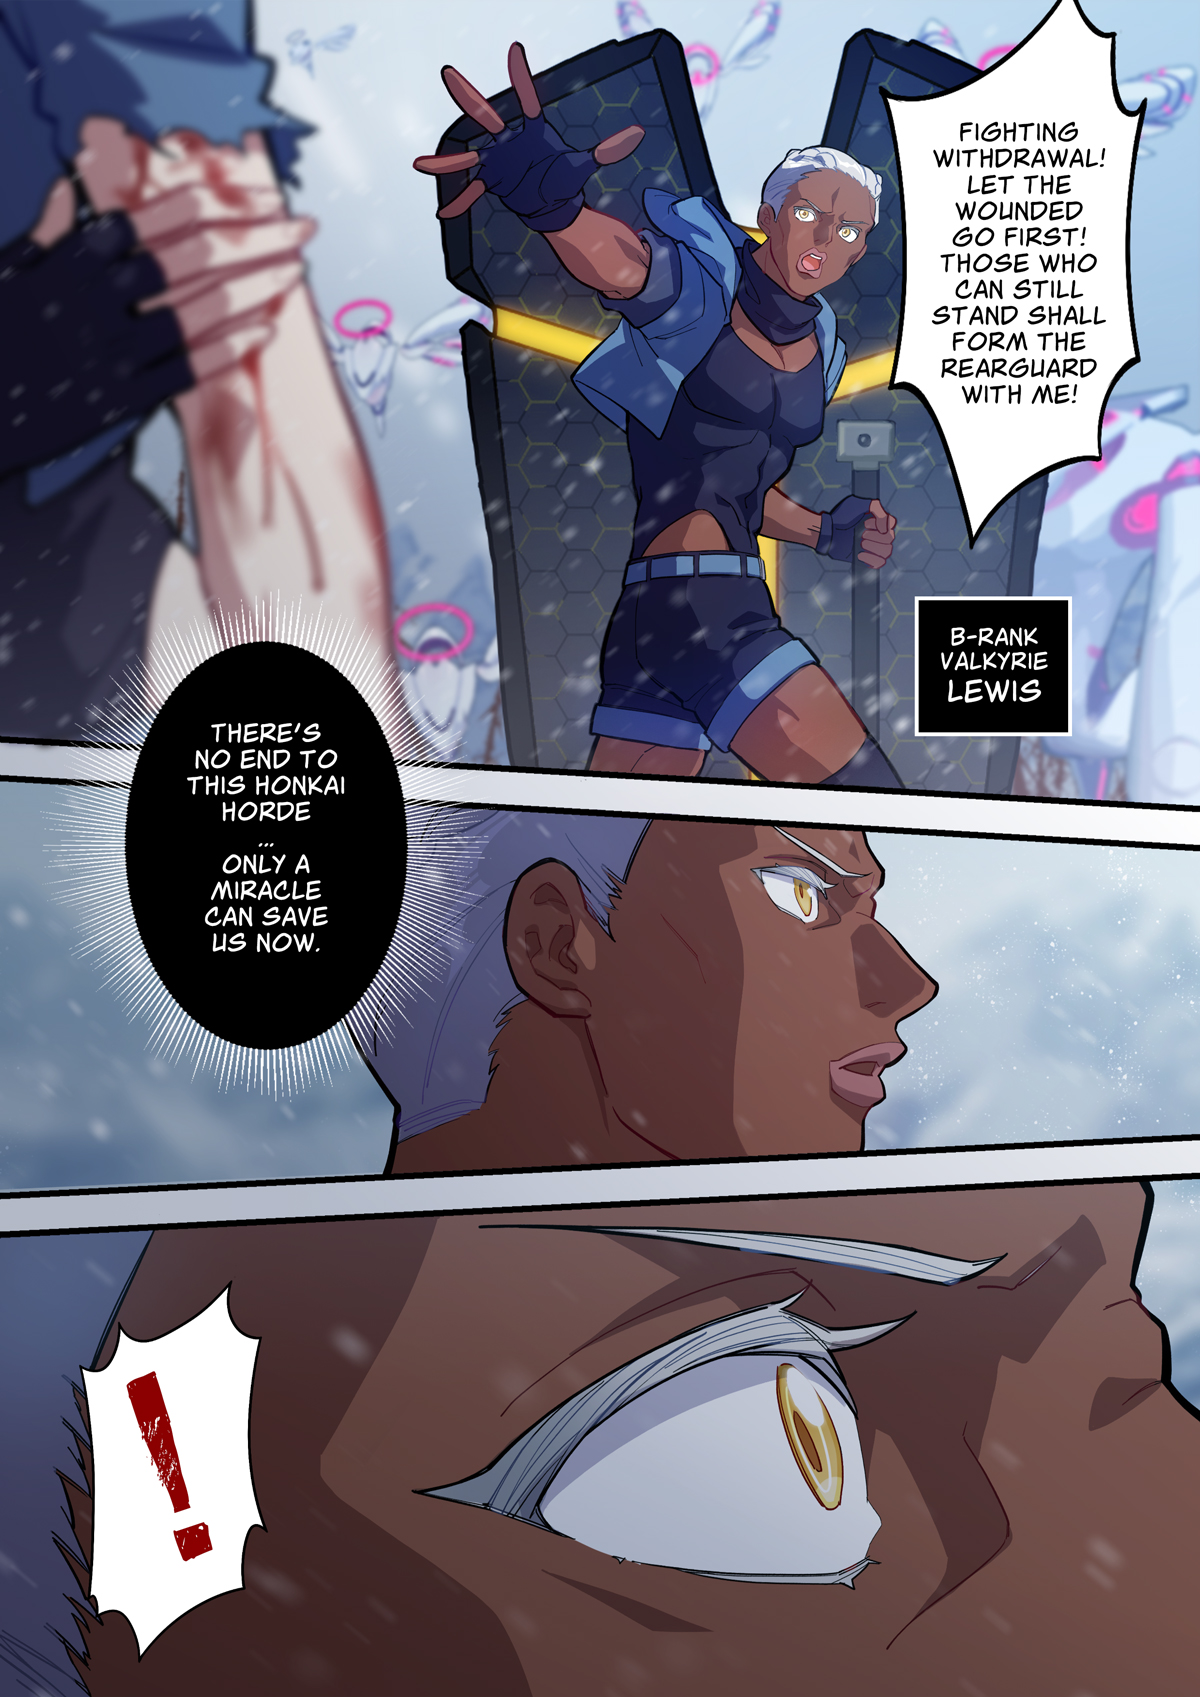 FIGHTING
WITHDRAWAL!
LET THE
WOUNDED
GO FIRST!
THOSE WHO
CAN STILL
STAND SHALL
FORM THE
REARGUARD
WITH ME!
B-RANK
VALKYRIE
LEWIS
THERE'S
NO END TO
THIS HONKAI
HORDE
...
ONLY A
MIRACLE
CAN SAVE
US NOW.
!